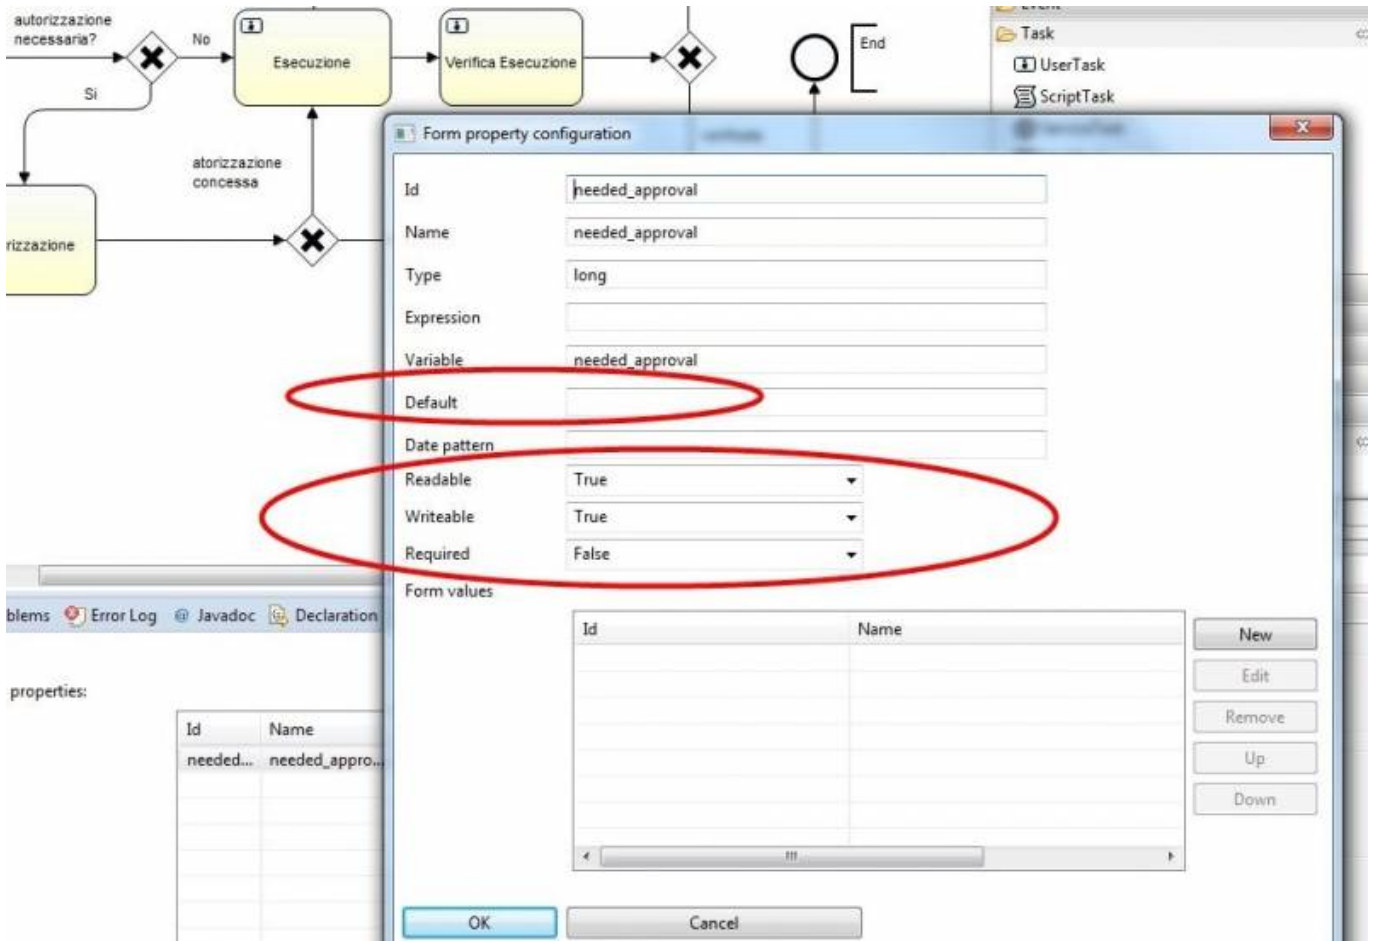 autorizzazione
necessaria?
No
Si
Esecuzione
Verifica Esecuzione
End
Task
UserTask
ScriptTask
atorizzazione
concessa
rizzazione
Form property configuration
Id needed_approval
Name needed_approval
Type long
Expression
Variable needed_approval
Default
Date pattern
Readable True
Writeable True
Required False
Form values
Id Name
New
Edit
Remove
Up
Down
OK Cancel
blems Error Log Javadoc Declaration
properties:
Id Name
needed... needed_appro...